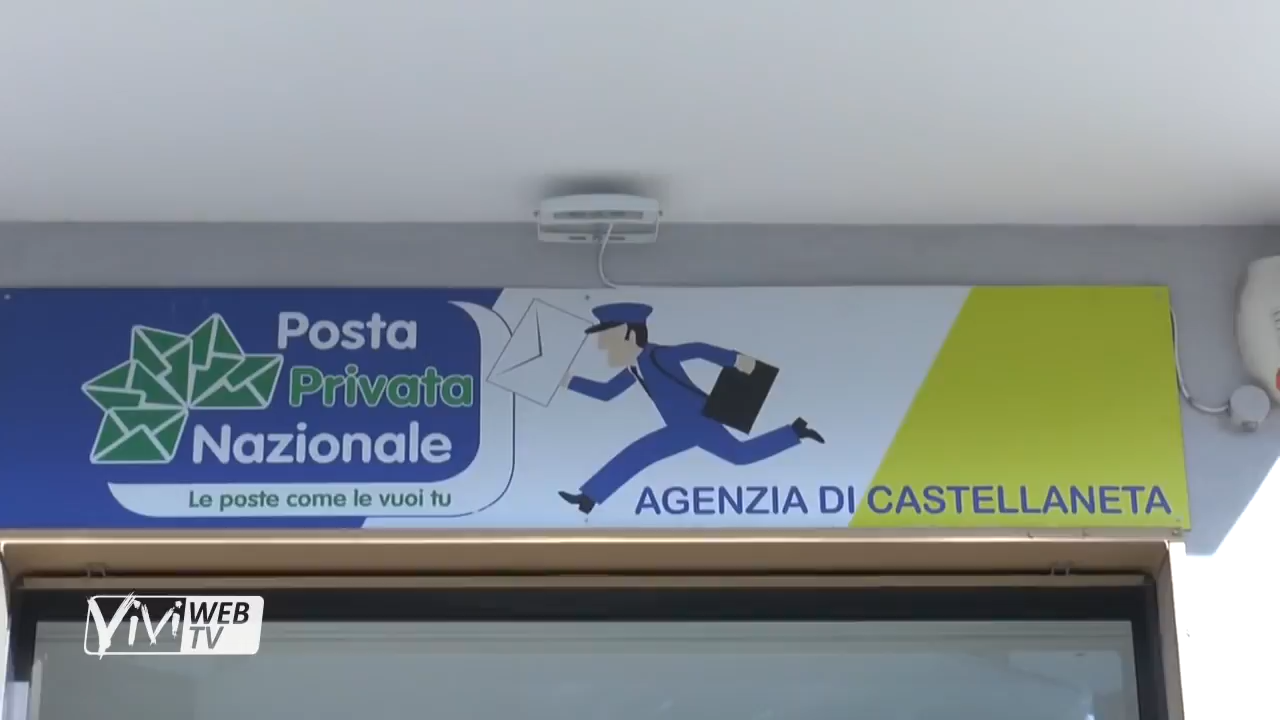 Posta
Privata
Nazionale
Le poste come le vuoi tu
AGENZIA DI CASTELLANETA
ViVi WEB
TV